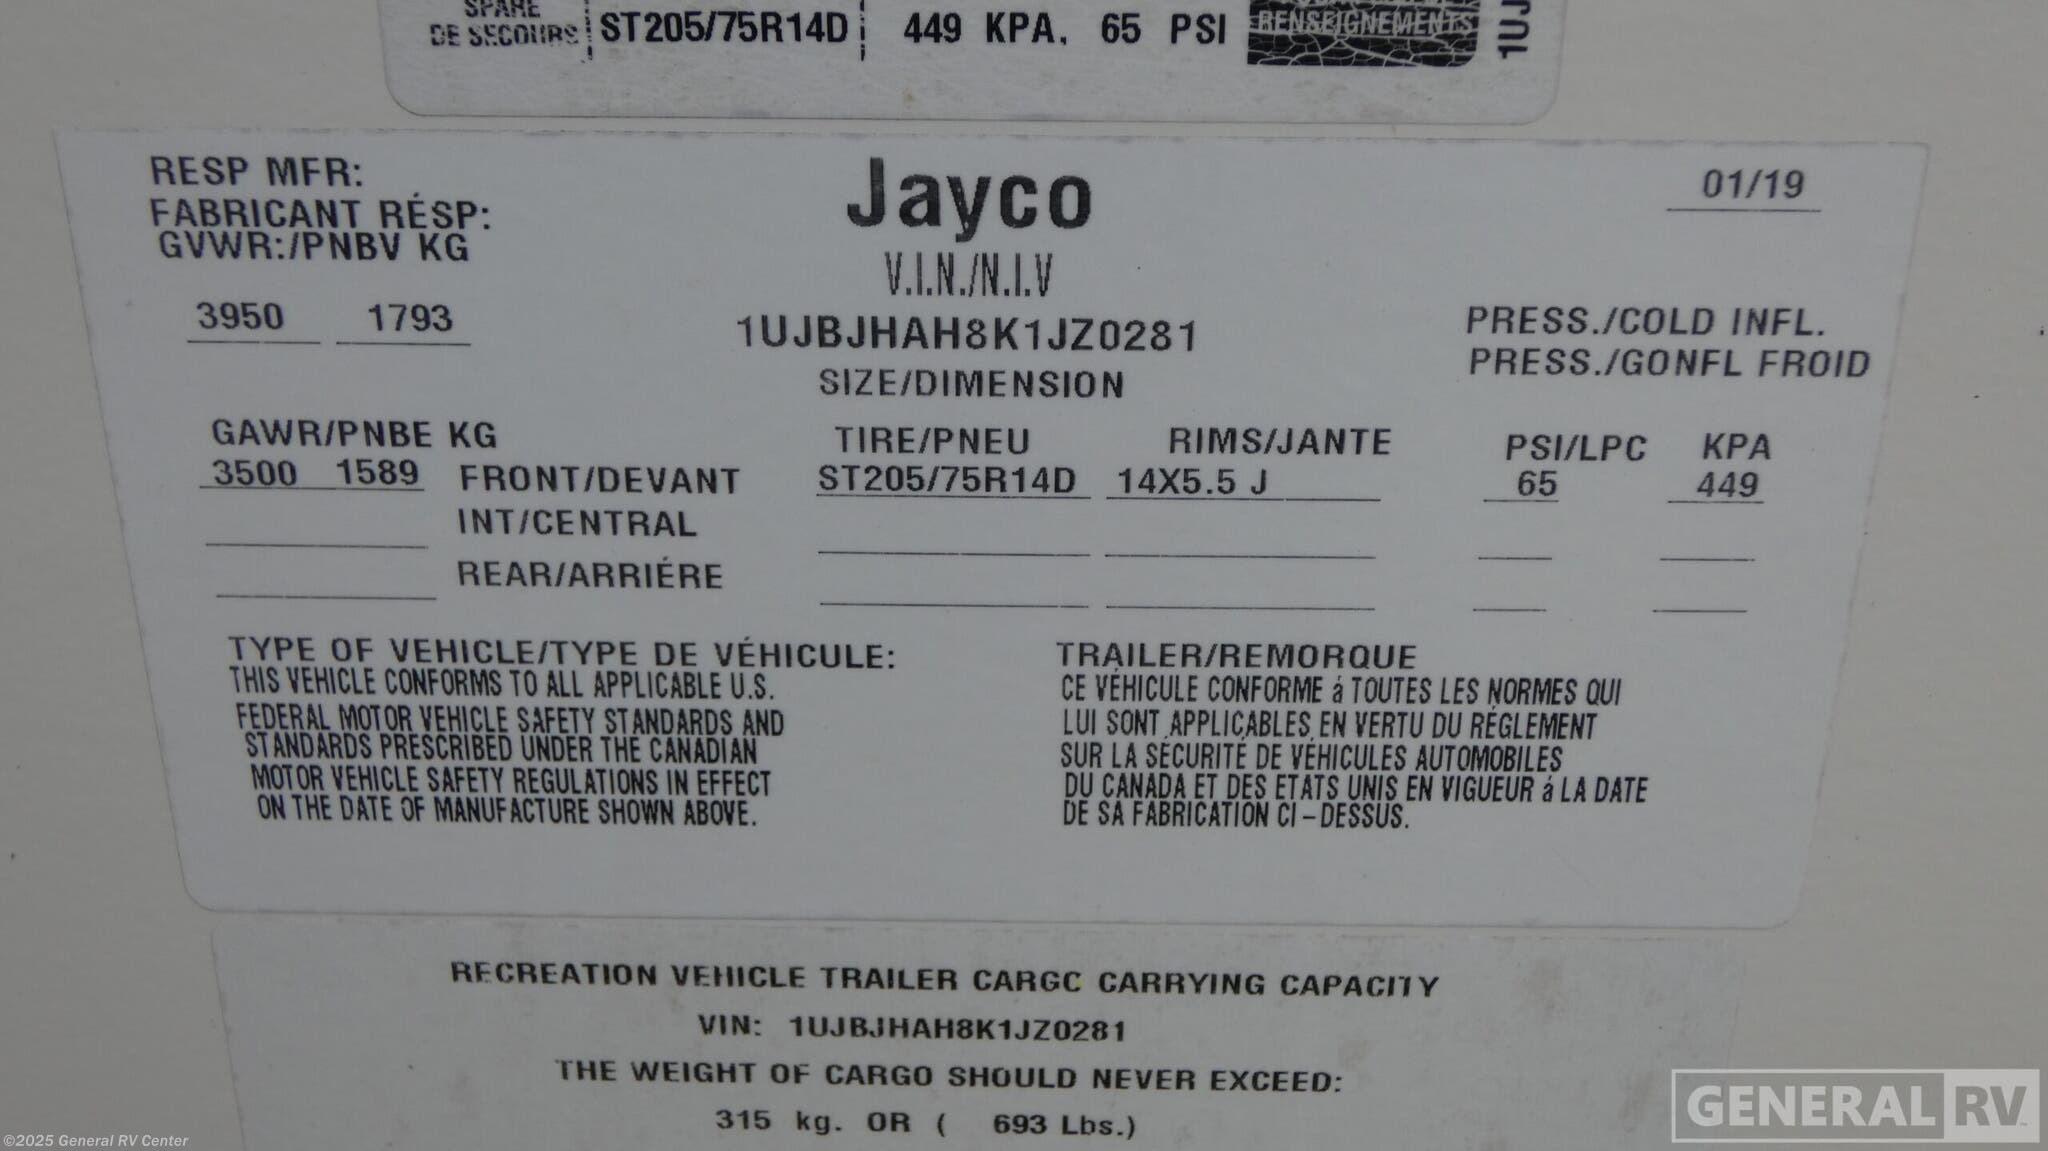 SPARE
DE SECOURS ST205/75R14D 449 KPA. 65 PSI RENSEIGNEMENTS 1UJ
RESP MFR: Jayco 01/19
FABRICANT RÉSP:
GVWR:/PNBV KG V.I.N./N.I.V
3950 1793 1UJBJHAH8K1JZ0281 PRESS./COLD INFL.
SIZE/DIMENSION PRESS./GONFL FROID
GAWR/PNBE KG TIRE/PNEU RIMS/JANTE PSI/LPC KPA
3500 1589 FRONT/DEVANT ST205/75R14D 14X5.5 J 65 449
INT/CENTRAL
REAR/ARRIÉRE
TYPE OF VEHICLE/TYPE DE VÉHICULE: TRAILER/REMORQUE
THIS VEHICLE CONFORMS TO ALL APPLICABLE U.S.
FEDERAL MOTOR VEHICLE SAFETY STANDARDS AND
STANDARDS PRESCRIBED UNDER THE CANADIAN
MOTOR VEHICLE SAFETY REGULATIONS IN EFFECT
ON THE DATE OF MANUFACTURE SHOWN ABOVE.
CE VÉHICULE CONFORME á TOUTES LES NORMES QUI
LUI SONT APPLICABLES EN VERTU DU RÉGLEMENT
SUR LA SÉCURITÉ DE VÉHICULES AUTOMOBILES
DU CANADA ET DES ETATS UNIS EN VIGUEUR á LA DATE
DE SA FABRICATION CI-DESSUS.
RECREATION VEHICLE TRAILER CARGO CARRYING CAPACITY
VIN: 1UJBJHAH8K1JZ0281
THE WEIGHT OF CARGO SHOULD NEVER EXCEED:
315 kg. OR ( 693 Lbs.)
©2025 General RV Center
GENERAL RV